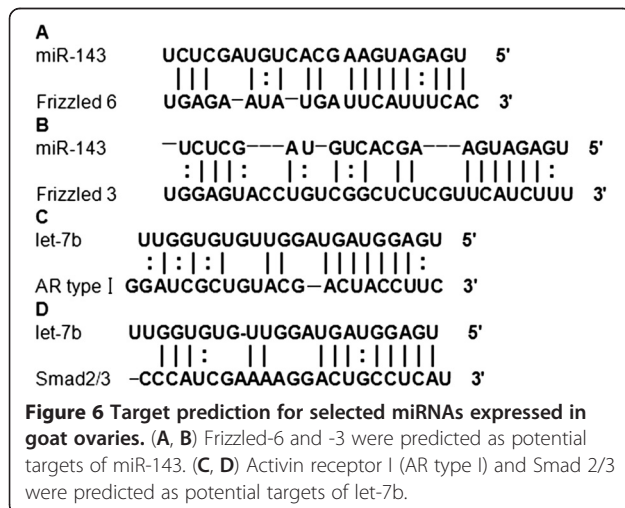 A
miR-143 UCUCGAUGUCACGAAGUAGAGU 5'
||| |:| || |||||:|||
Frizzled 6 UGAGA–AUA–UGAUUCAUUUCAC 3'
B
miR-143 –UCUCG–––AU–GUCACGA–––AGUAGAGU 5'
:|||: |: |:| || ||||||:
Frizzled 3 UGGAGUACCUGUCGGCUCUCGUUCAUCUUU 3'
C
let-7b UUGGUGUGUUGGAUGAUGGAGU 5'
:|:|:| || |||||||:
AR type I GGAUCGCUGUACG–ACUACCUUC 3'
D
let-7b UUGGUGUG-UUGGAUGAUGGAGU 5'
|||: || |||:|||||
Smad2/3 –CCCAUCGAAAAGGACUGCCUCAU 3'
Figure 6 Target prediction for selected miRNAs expressed in
goat ovaries. (A, B) Frizzled-6 and -3 were predicted as potential
targets of miR-143. (C, D) Activin receptor I (AR type I) and Smad 2/3
were predicted as potential targets of let-7b.